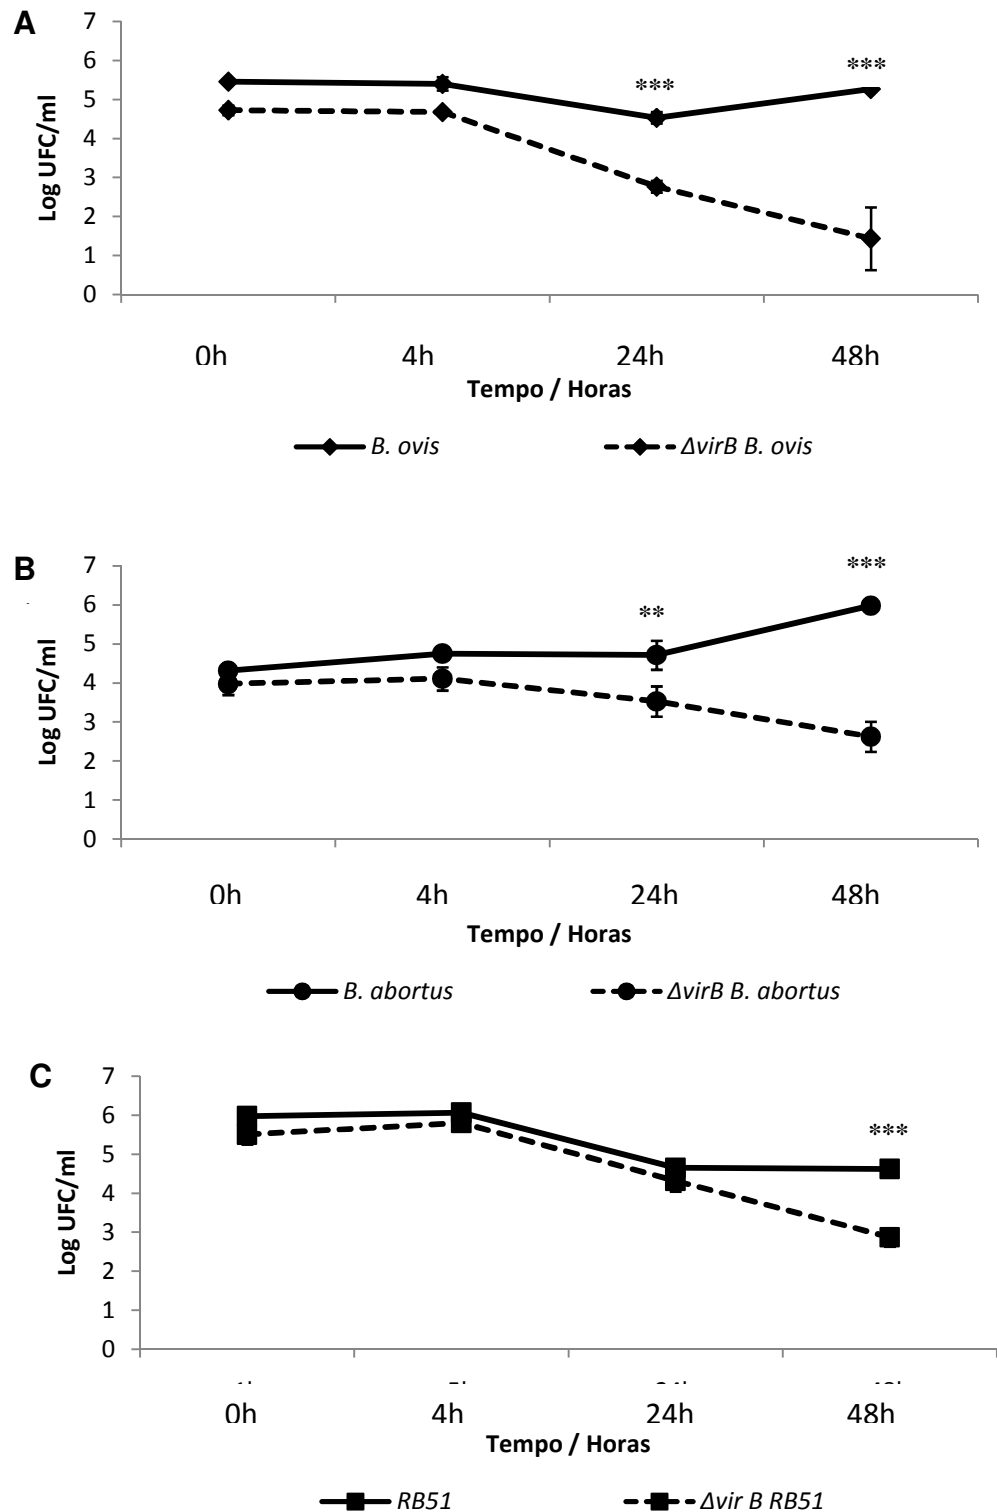 A
7
6
5
4
3
2
1
0
Log UFC/ml
***
***
0h 4h 24h 48h
Tempo / Horas
B. ovis ΔvirB B. ovis
B
7
6
5
4
3
2
1
0
Log UFC/ml
**
***
0h 4h 24h 48h
Tempo / Horas
B. abortus ΔvirB B. abortus
C
7
6
5
4
3
2
1
0
Log UFC/ml
***
0h 4h 24h 48h
Tempo / Horas
RB51 Δvir B RB51